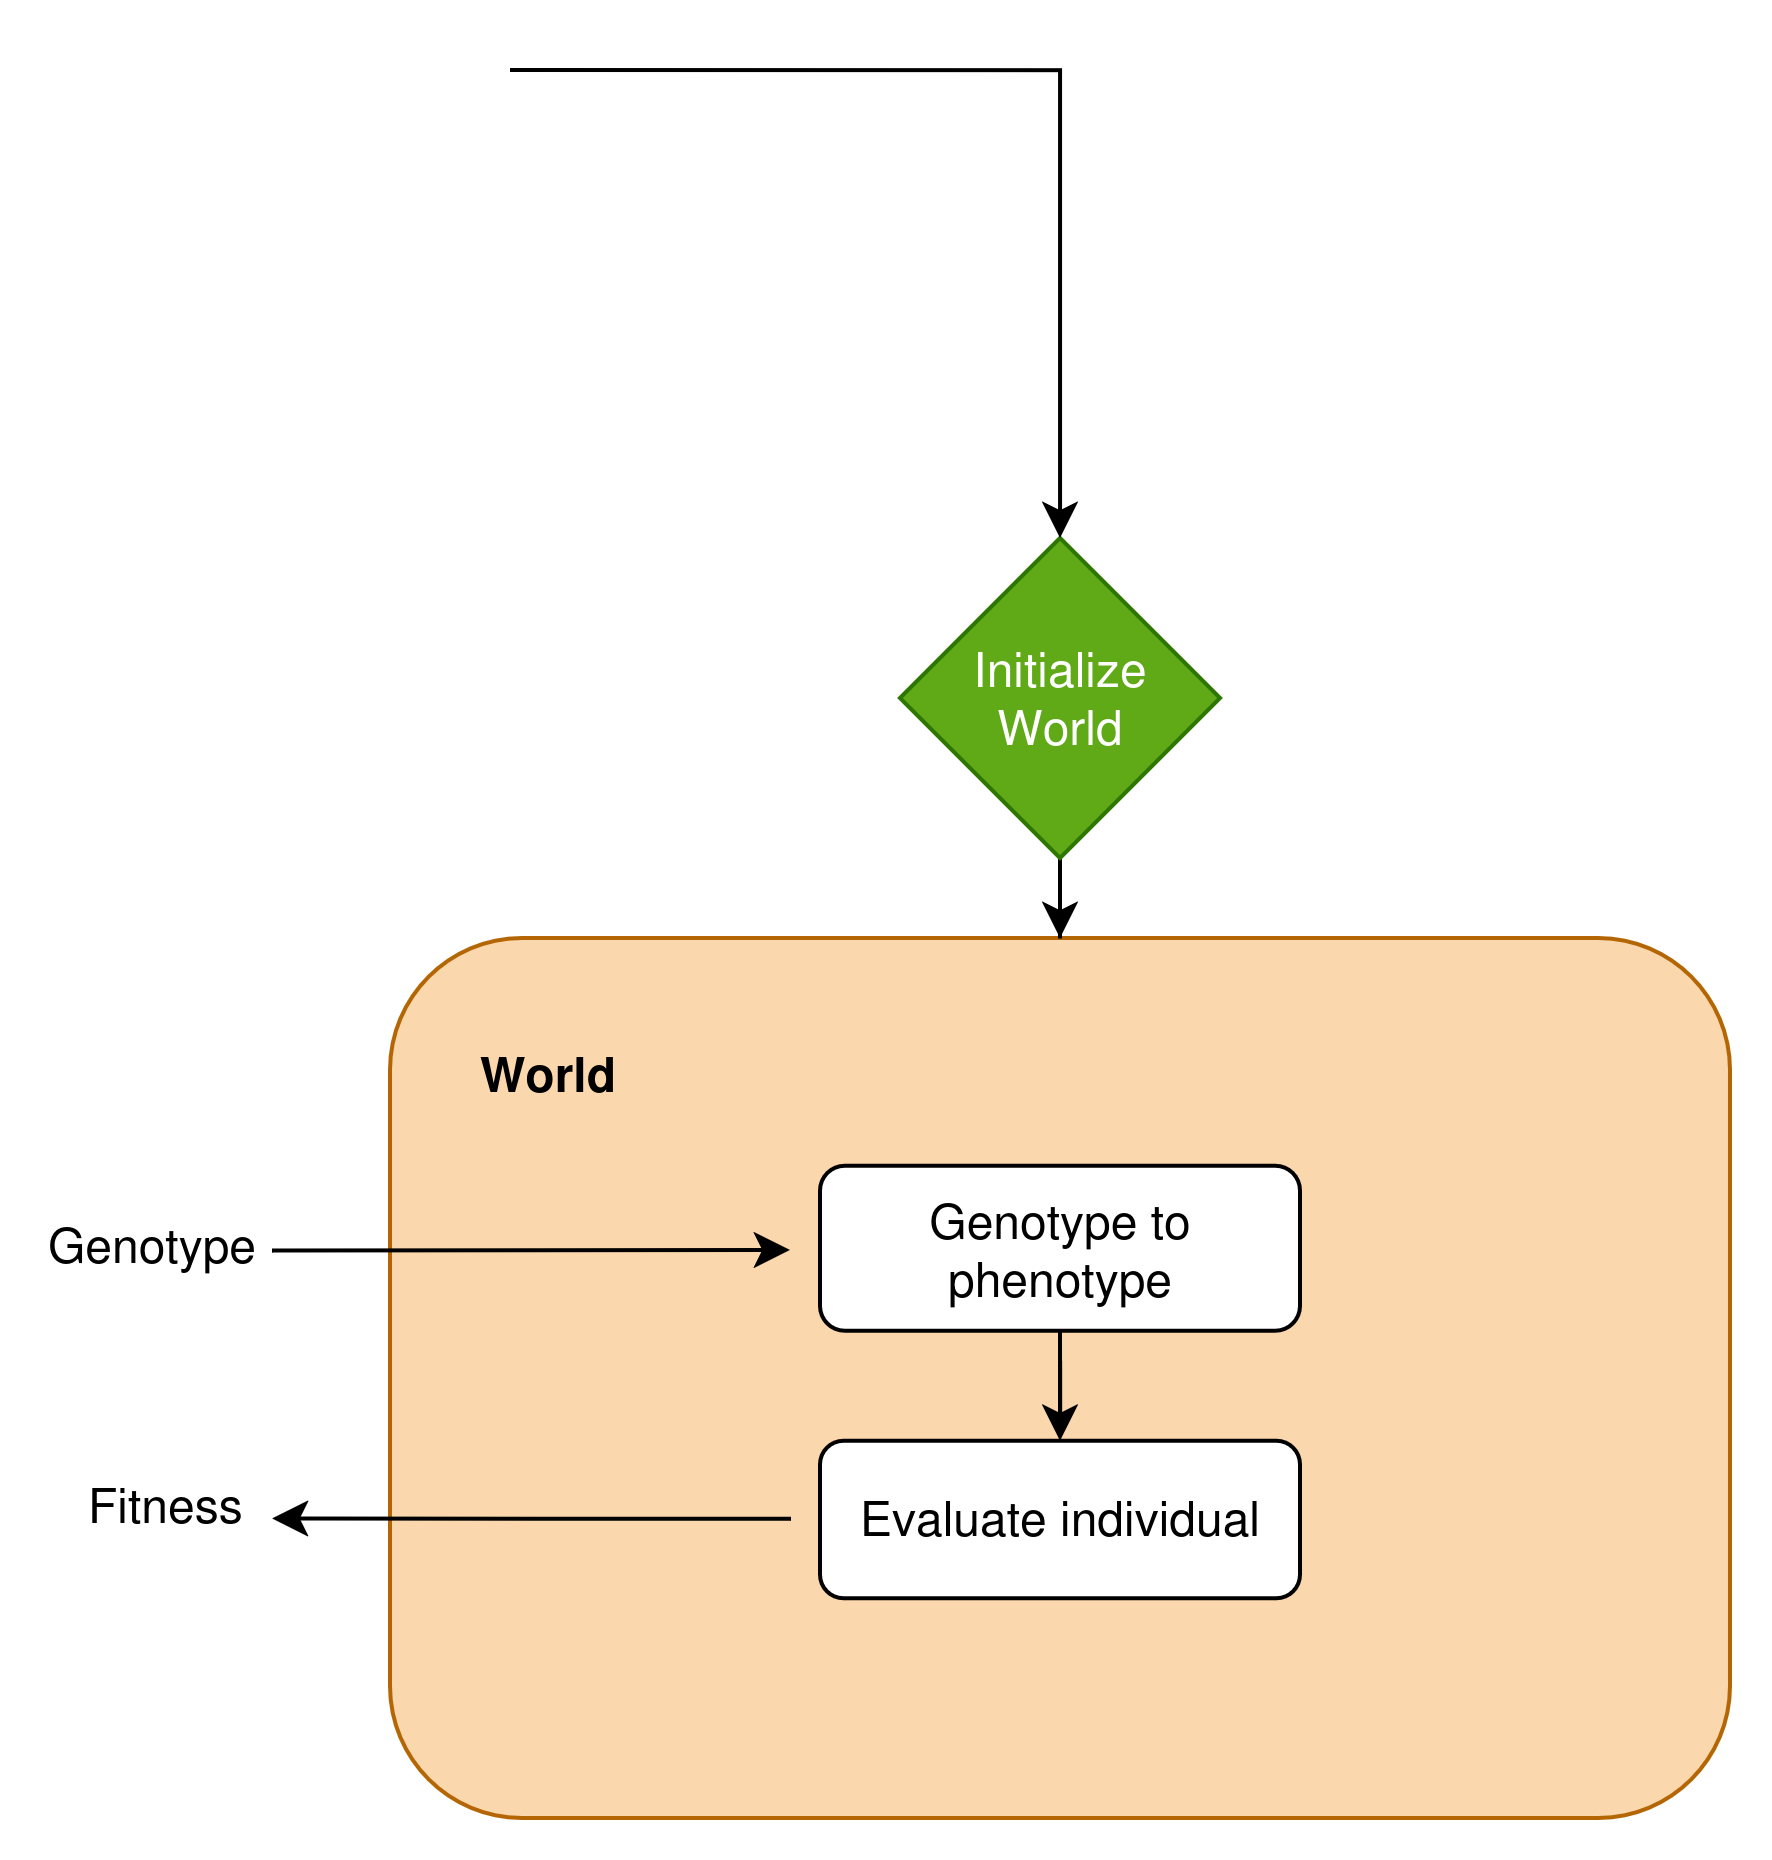 Initialize
World
World
Genotype
Genotype to
phenotype
Fitness
Evaluate individual